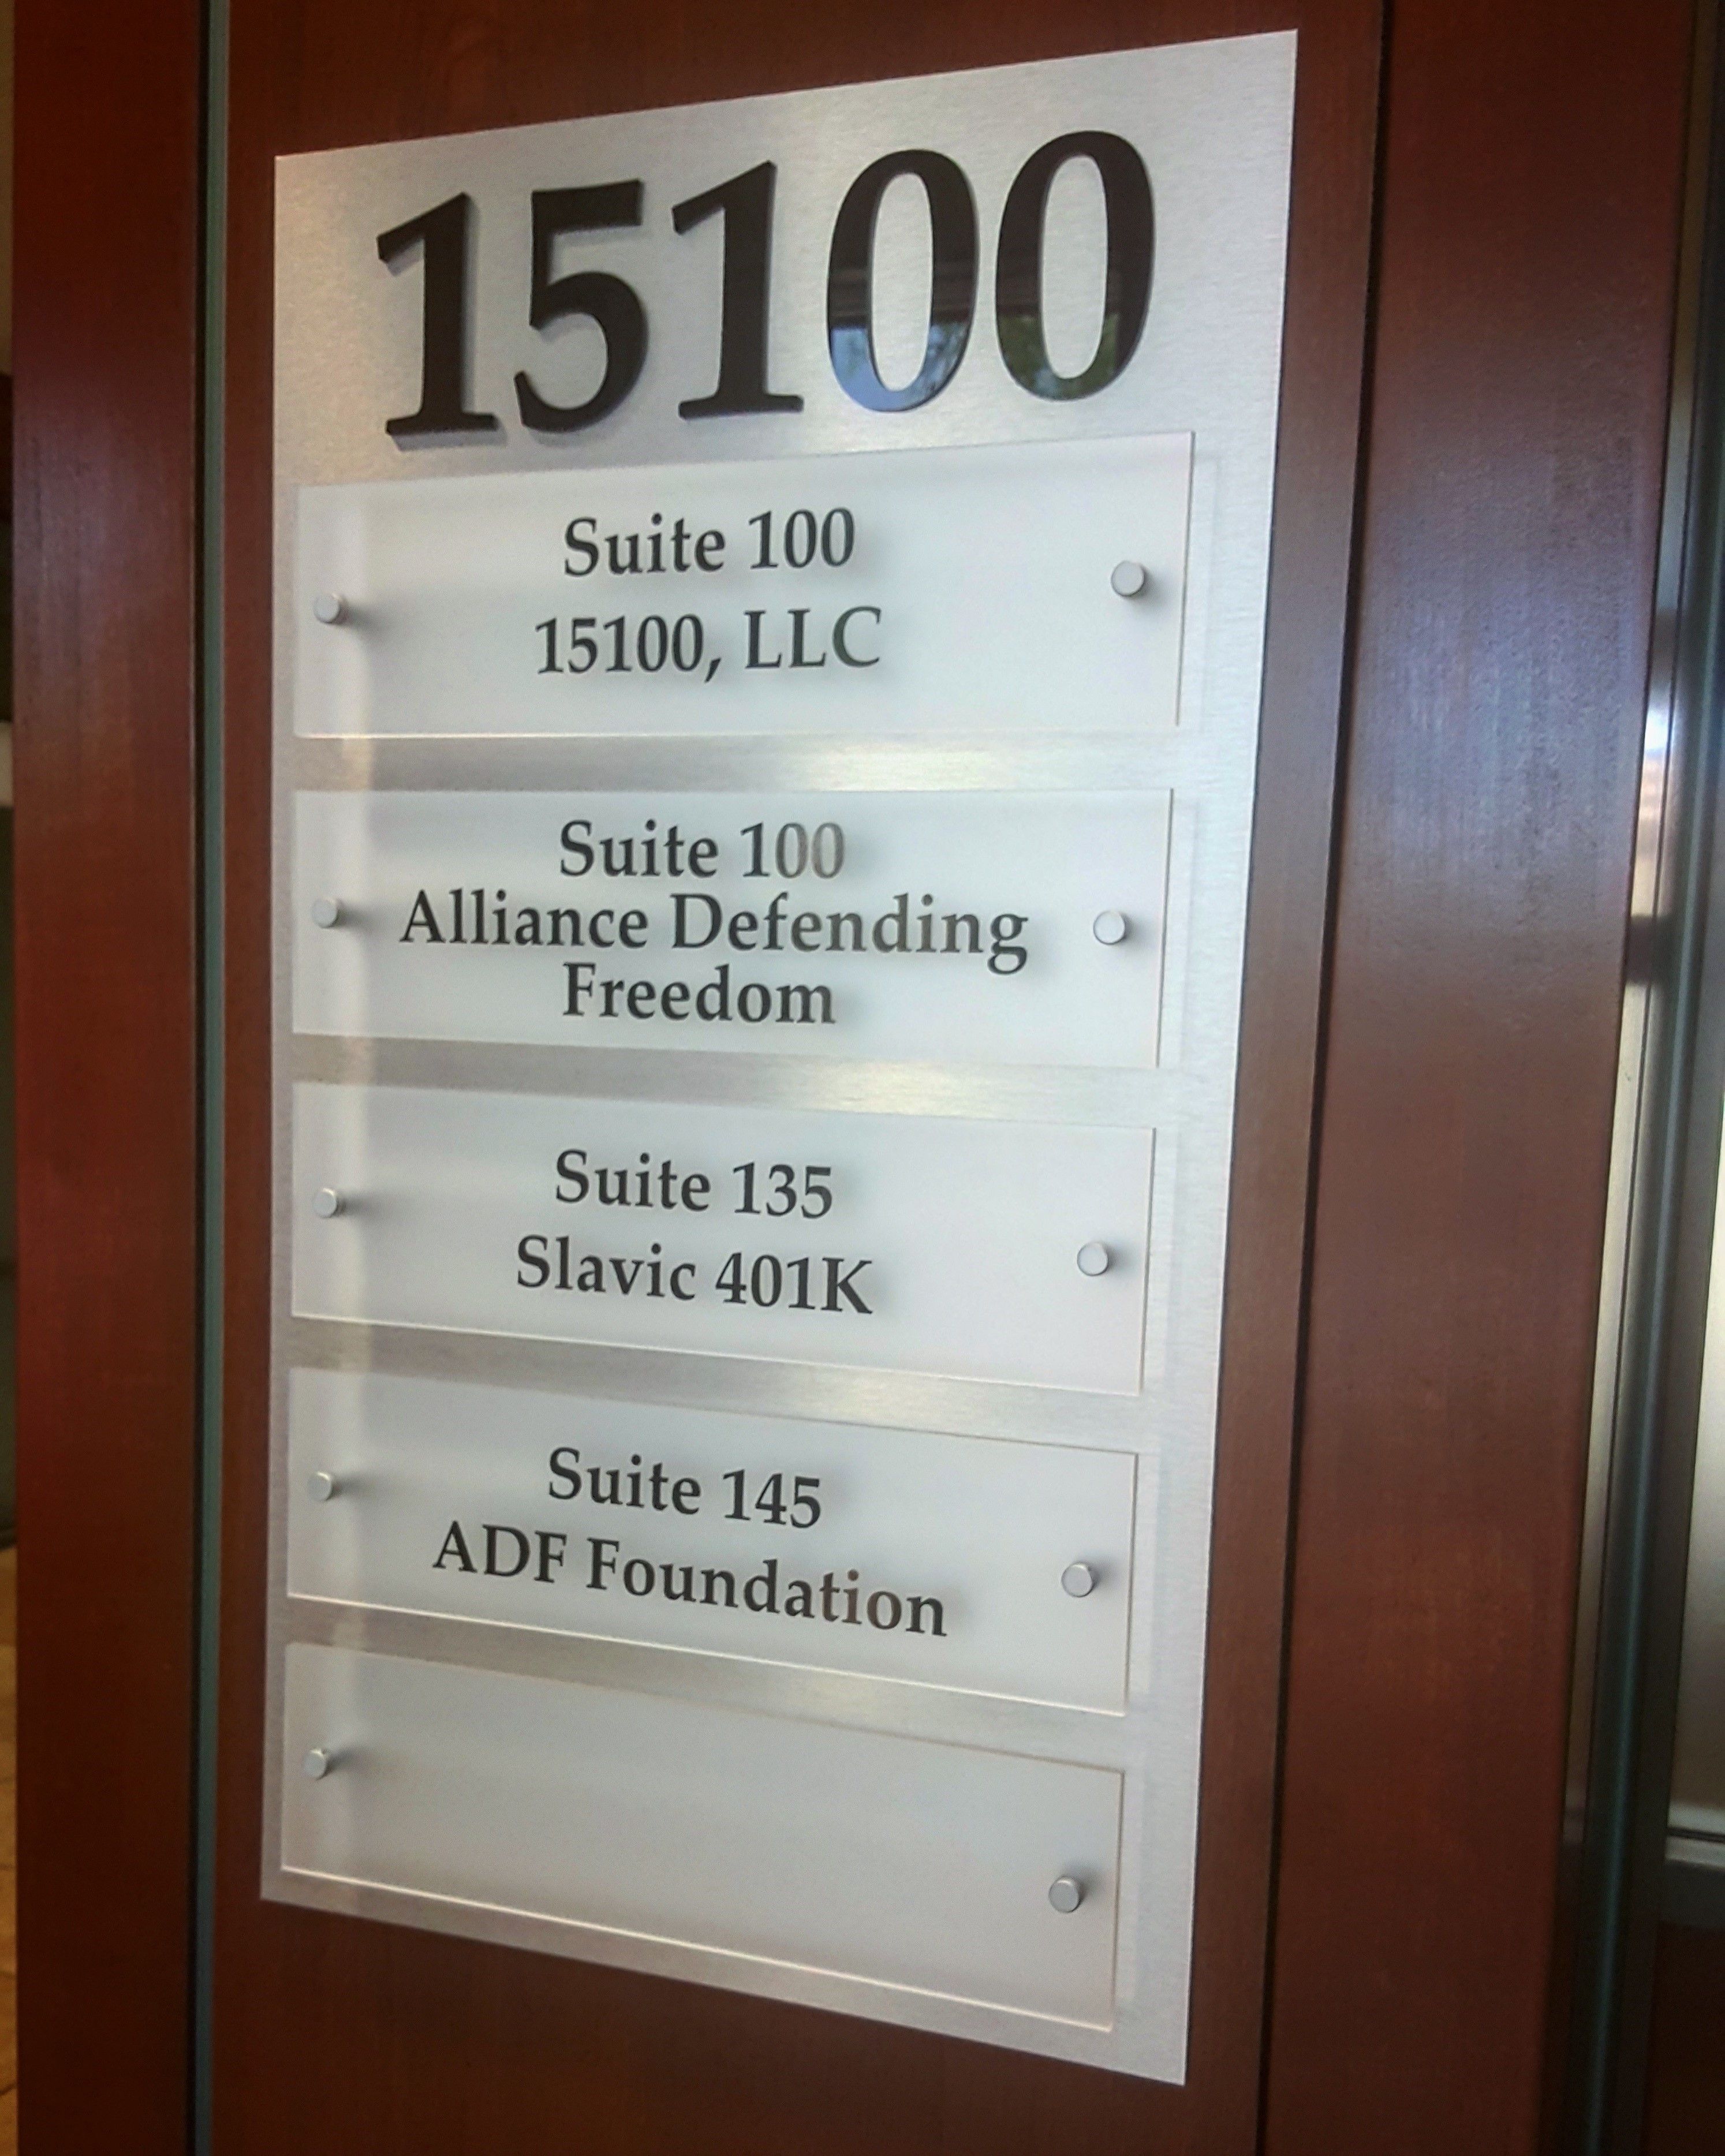 15100
Suite 100
15100, LLC
Suite 100
Alliance Defending
Freedom
Suite 135
Slavic 401K
Suite 145
ADF Foundation